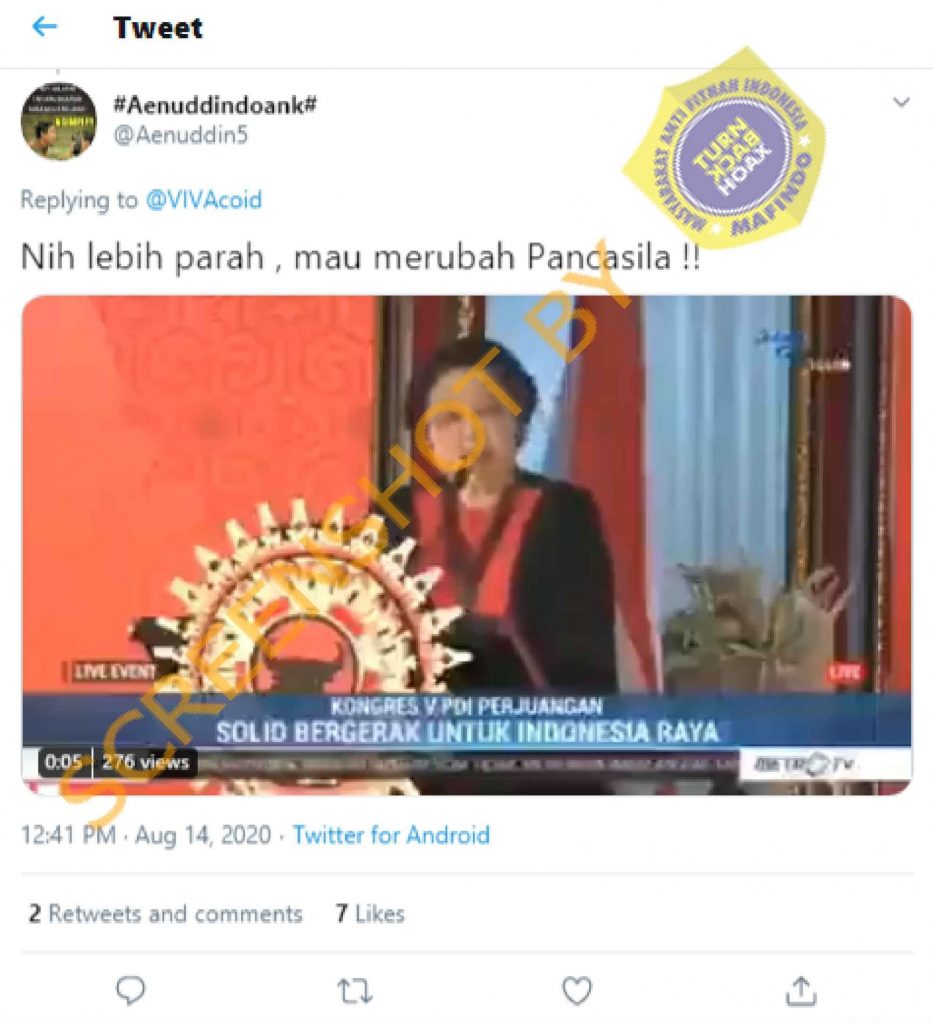 Tweet
#Aenuddindoank#
@Aenuddin5
MASYARAKAT ANTI FITNAH INDONESIA
TURN
BACK
HOAX
MAFINDO
Replying to @VIVAcoid
Nih lebih parah , mau merubah Pancasila !!
SCREENSHOT BY
LIVE EVENT
LIVE
KONGRES V PDI PERJUANGAN
SOLID BERGERAK UNTUK INDONESIA RAYA
0:05 276 views
METRO TV
12:41 PM · Aug 14, 2020 · Twitter for Android
2 Retweets and comments 7 Likes